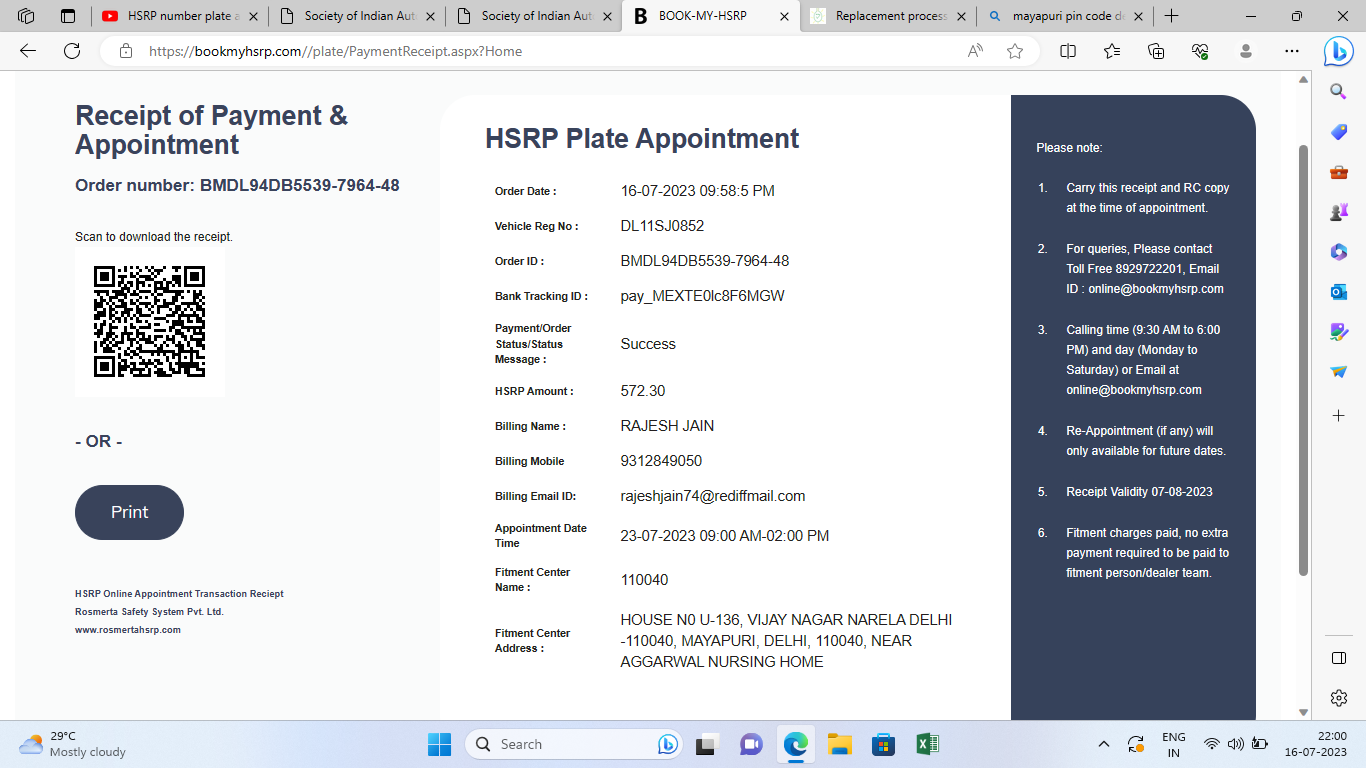 HSRP number plate a
Society of Indian Aut
Society of Indian Aut
BOOK-MY-HSRP
Replacement process
mayapuri pin code de
https://bookmyhsrp.com//plate/PaymentReceipt.aspx?Home
Receipt of Payment &
Appointment
Order number: BMDL94DB5539-7964-48
Scan to download the receipt.
- OR -
Print
HSRP Online Appointment Transaction Reciept
Rosmerta Safety System Pvt. Ltd.
www.rosmertahsrp.com
HSRP Plate Appointment
Order Date : 16-07-2023 09:58:5 PM
Vehicle Reg No : DL11SJ0852
Order ID : BMDL94DB5539-7964-48
Bank Tracking ID : pay_MEXTE0lc8F6MGW
Payment/Order
Status/Status
Message :
Success
HSRP Amount : 572.30
Billing Name : RAJESH JAIN
Billing Mobile 9312849050
Billing Email ID: rajeshjain74@rediffmail.com
Appointment Date
Time
23-07-2023 09:00 AM-02:00 PM
Fitment Center
Name :
110040
Fitment Center
Address :
HOUSE N0 U-136, VIJAY NAGAR NARELA DELHI
-110040, MAYAPURI, DELHI, 110040, NEAR
AGGARWAL NURSING HOME
Please note:
1. Carry this receipt and RC copy
at the time of appointment.
2. For queries, Please contact
Toll Free 8929722201, Email
ID : online@bookmyhsrp.com
3. Calling time (9:30 AM to 6:00
PM) and day (Monday to
Saturday) or Email at
online@bookmyhsrp.com
4. Re-Appointment (if any) will
only available for future dates.
5. Receipt Validity 07-08-2023
6. Fitment charges paid, no extra
payment required to be paid to
fitment person/dealer team.
29°C
Mostly cloudy
Search
ENG
IN
22:00
16-07-2023